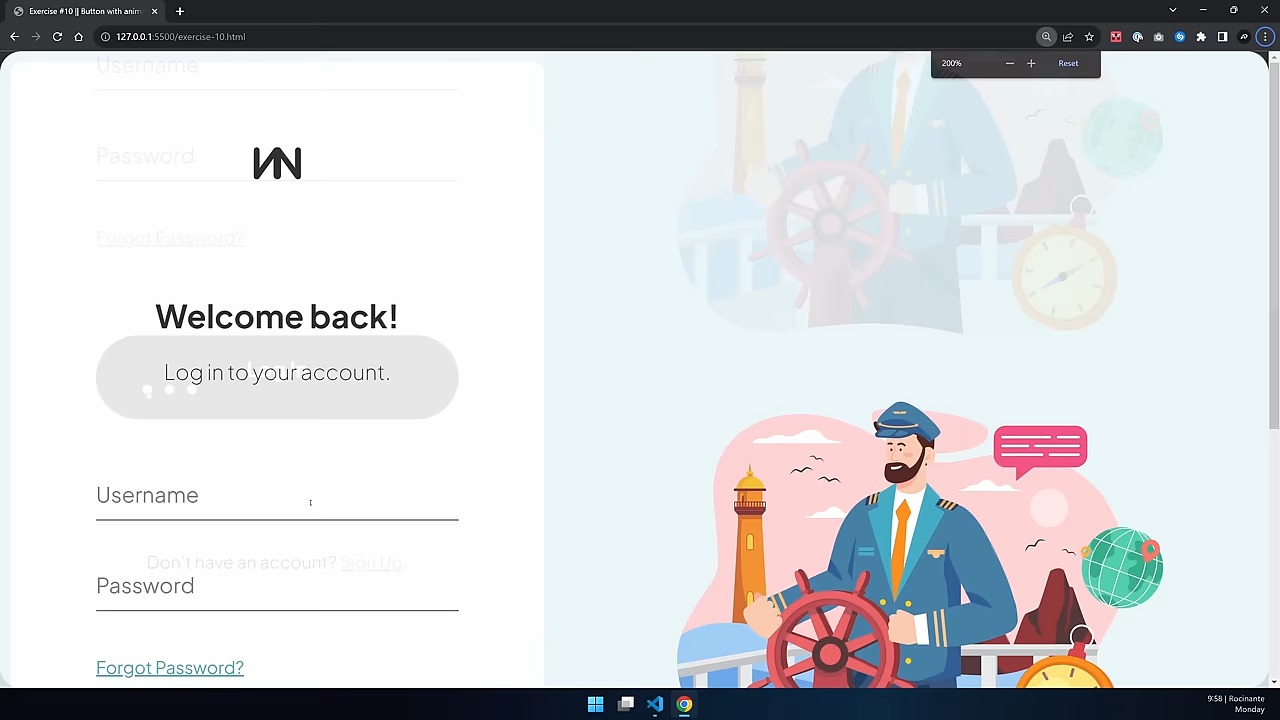 Exercise #10 || Button with anim
127.0.0.1:5500/exercise-10.html
200%
Reset
Username
Password
Forgot Password?
Welcome back!
Log in to your account.
Username
Don't have an account? Sign Up.
Password
Forgot Password?
9:58 | Rocinante
Monday